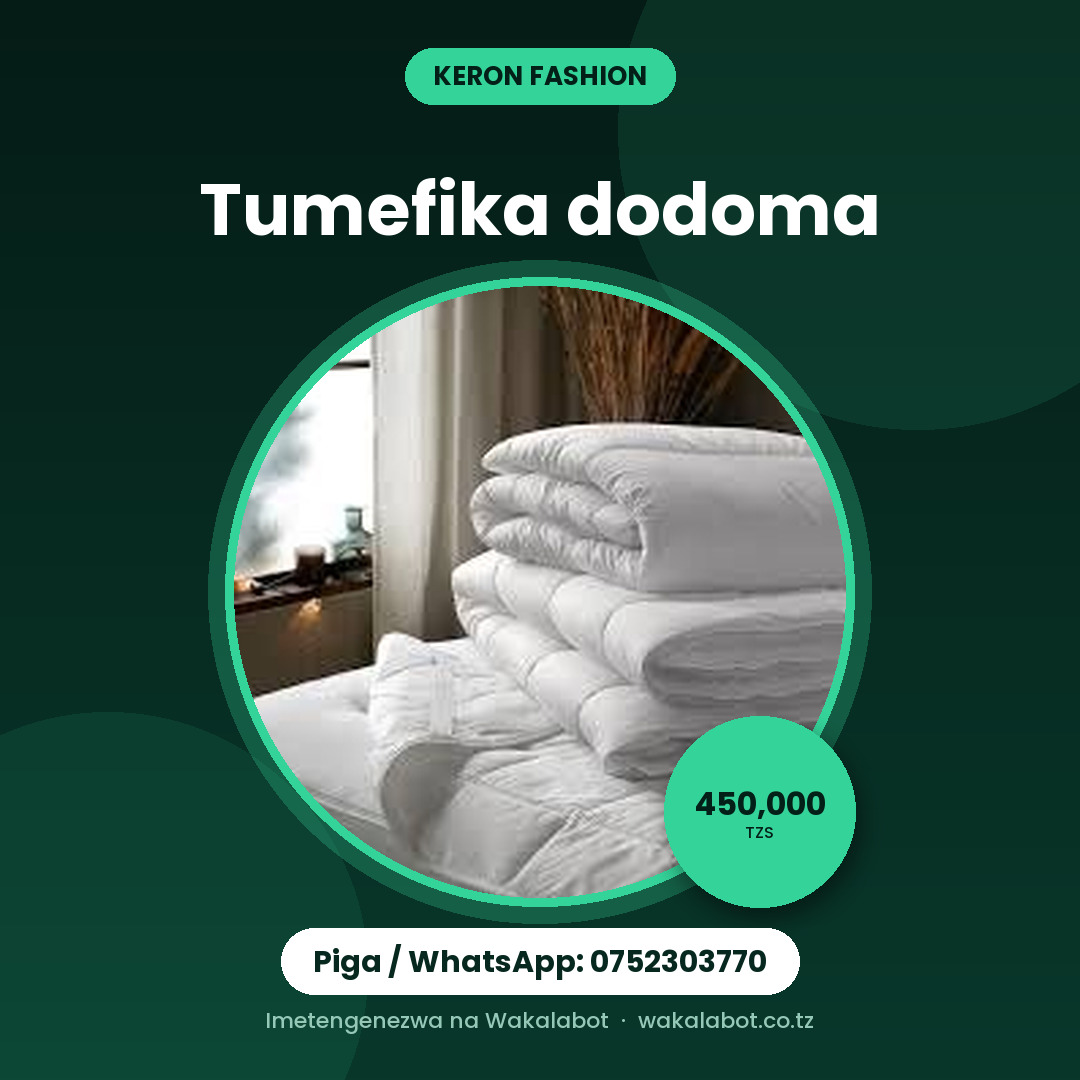 KERON FASHION
Tumefika dodoma
450,000
TZS
Piga / WhatsApp: 0752303770
Imetengenezwa na Wakalabot · wakalabot.co.tz